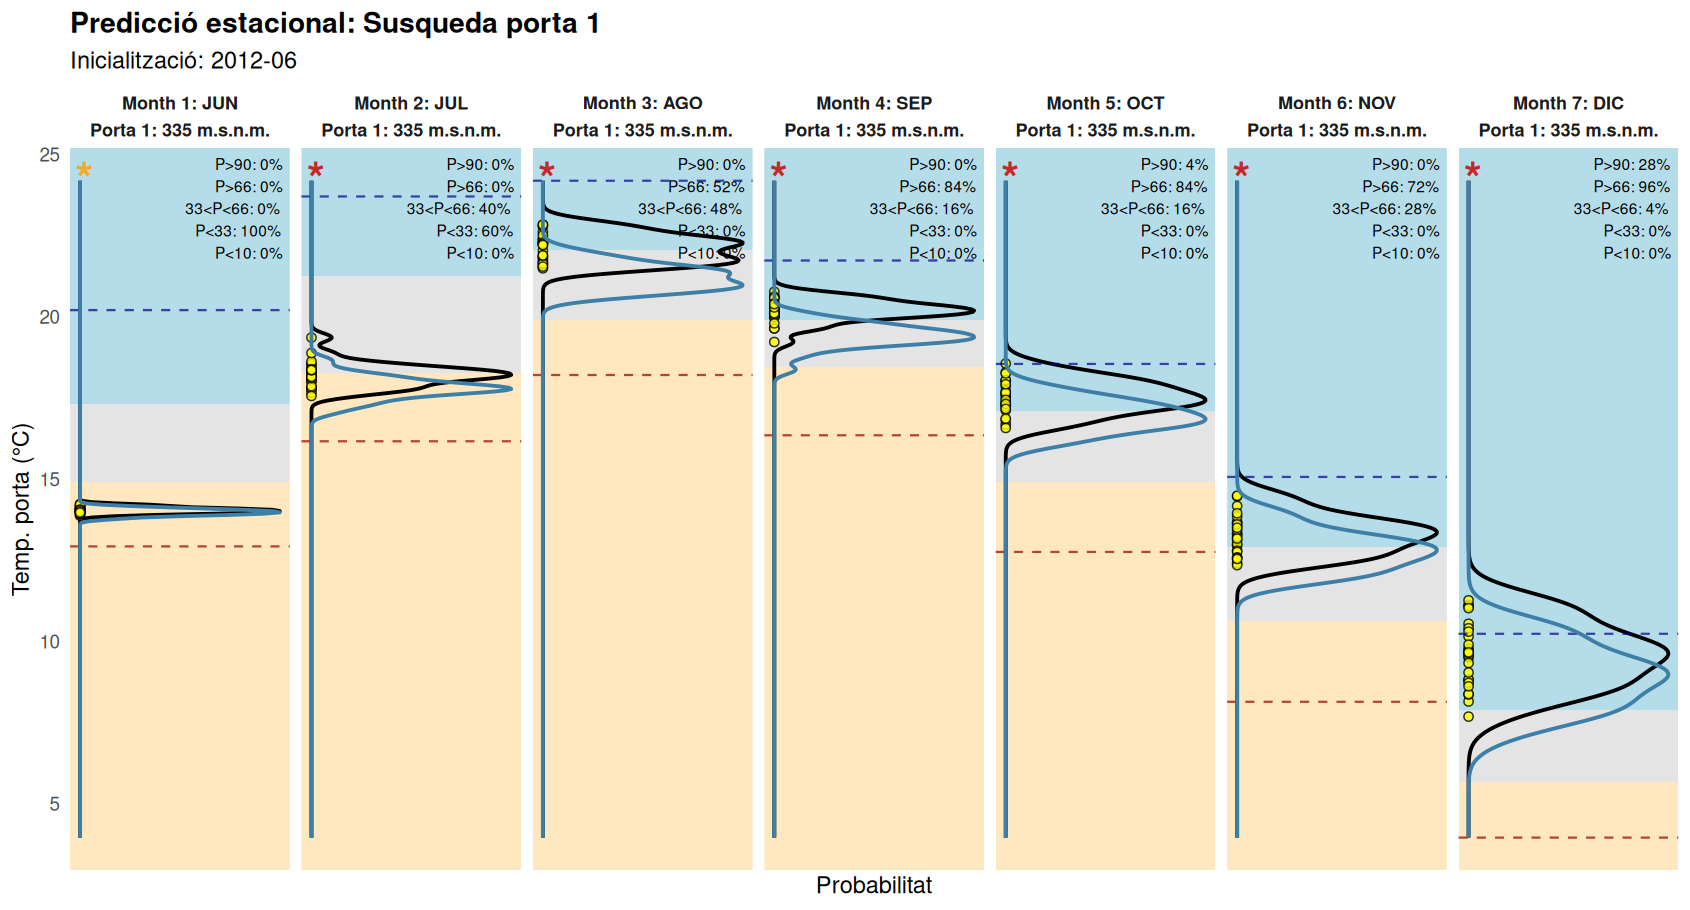 Predicció estacional: Susqueda porta 1
Inicialització: 2012-06
Month 1: JUN
Porta 1: 335 m.s.n.m.
Month 2: JUL
Porta 1: 335 m.s.n.m.
Month 3: AGO
Porta 1: 335 m.s.n.m.
Month 4: SEP
Porta 1: 335 m.s.n.m.
Month 5: OCT
Porta 1: 335 m.s.n.m.
Month 6: NOV
Porta 1: 335 m.s.n.m.
Month 7: DIC
Porta 1: 335 m.s.n.m.
*
P>90: 0%
P>66: 0%
33<P<66: 0%
P<33: 100%
P<10: 0%
*
P>90: 0%
P>66: 0%
33<P<66: 40%
P<33: 60%
P<10: 0%
*
P>90: 0%
P>66: 52%
33<P<66: 48%
P<33: 0%
P<10: 0%
*
P>90: 0%
P>66: 84%
33<P<66: 16%
P<33: 0%
P<10: 0%
*
P>90: 4%
P>66: 84%
33<P<66: 16%
P<33: 0%
P<10: 0%
*
P>90: 0%
P>66: 72%
33<P<66: 28%
P<33: 0%
P<10: 0%
*
P>90: 28%
P>66: 96%
33<P<66: 4%
P<33: 0%
P<10: 0%
25
20
15
10
5
Temp. porta (°C)
Probabilitat